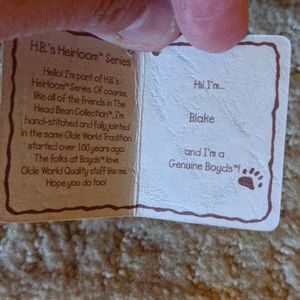 H.B.'s Heirloom™ Series
Hello! I'm part of H.B.'s
Heirloom™ Series. Of course
like all of the friends in The
Head Bean Collection™, I'm
hand-stitched and fully jointed
in the same Olde World Tradition
started over 100 years ago.
The folks at Boyds™ love
Olde World Quality stuff like me.
Hope you do too!
Hi! I'm...
Blake
and I'm a
Genuine Boyds™!